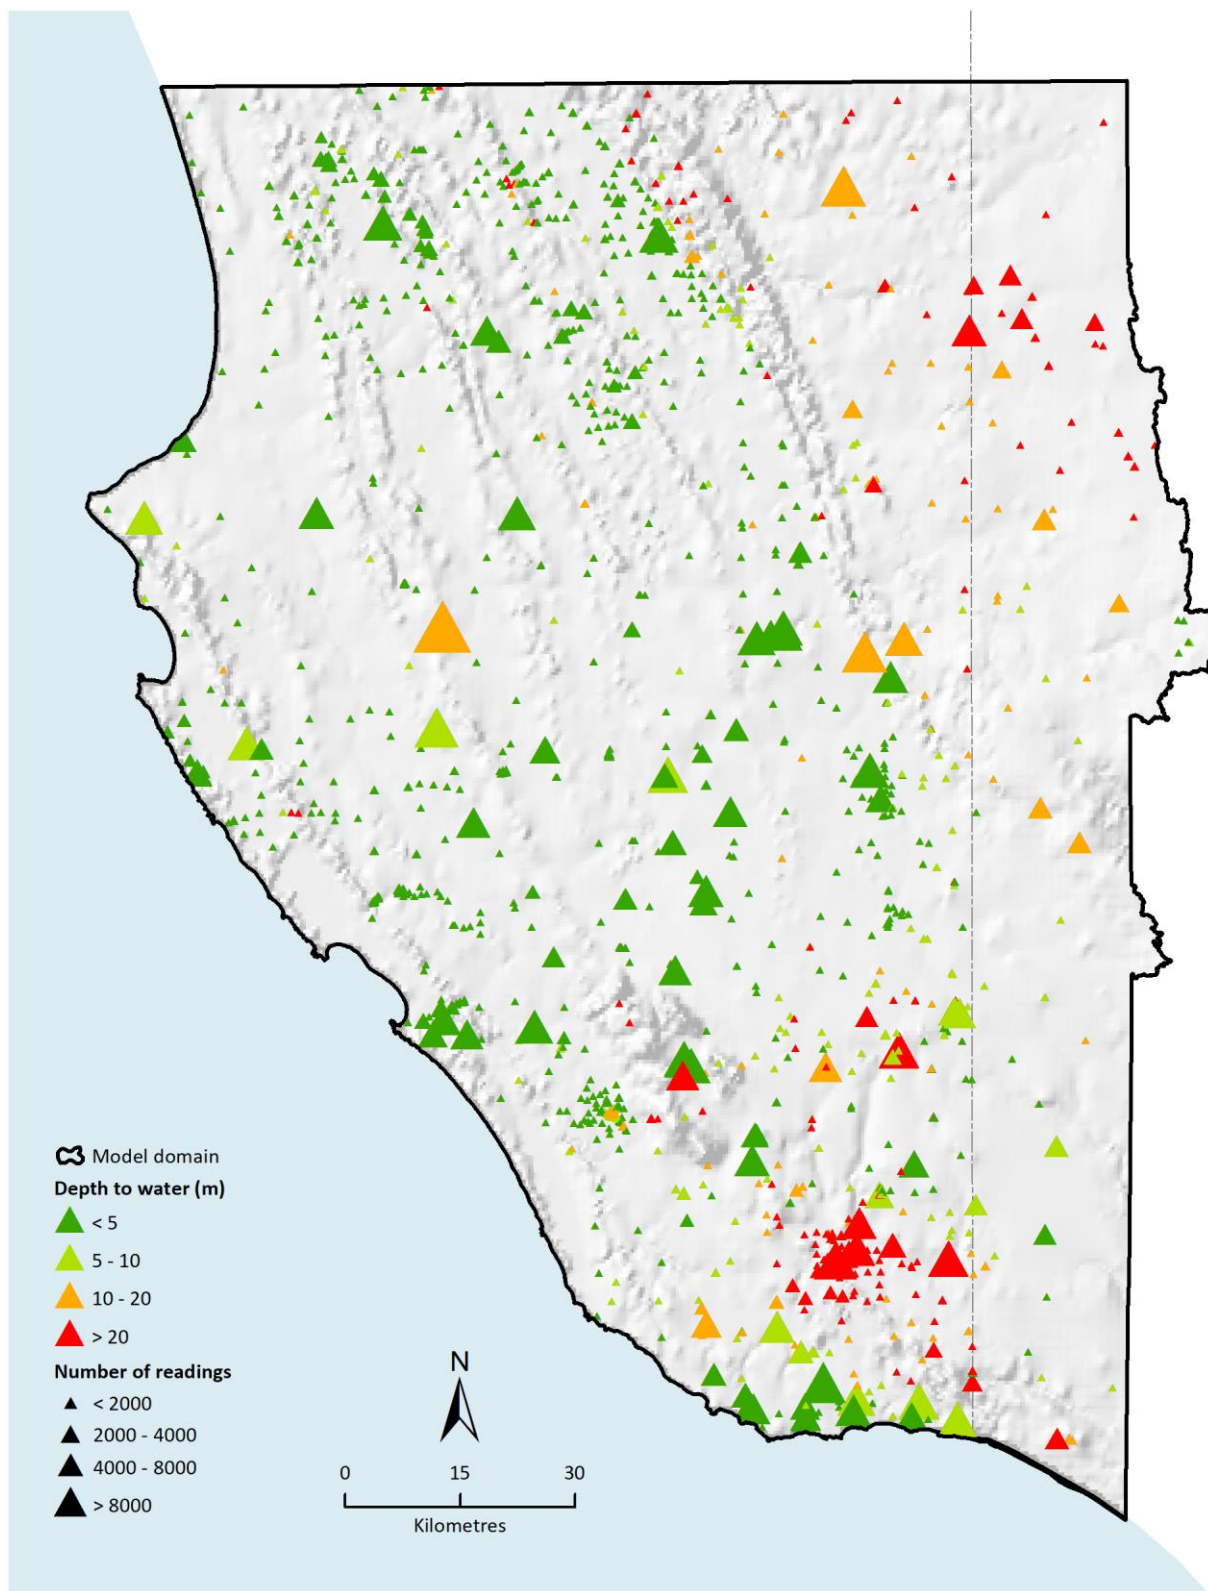 Model domain
Depth to water (m)
< 5
5 - 10
10 - 20
> 20
Number of readings
< 2000
2000 - 4000
4000 - 8000
> 8000
N
0 15 30
Kilometres